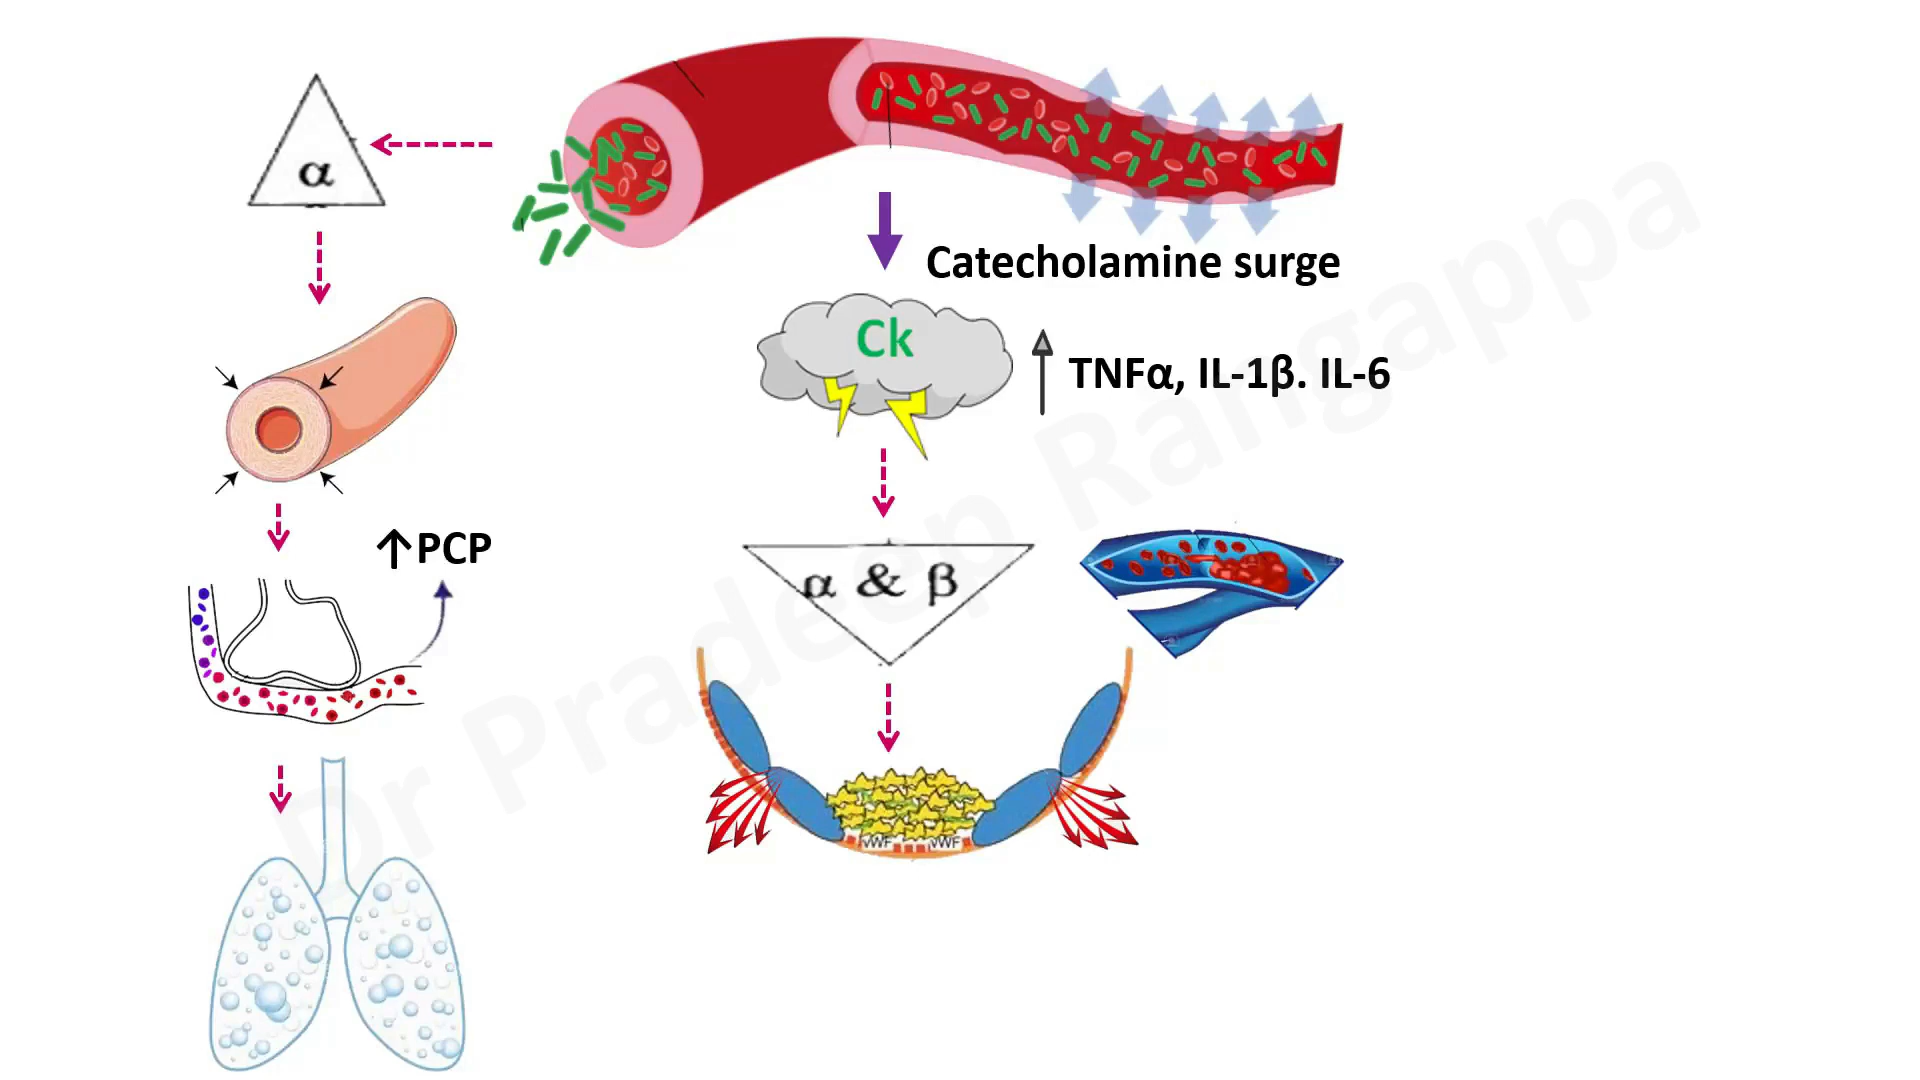 α
Catecholamine surge
Ck
TNFα, IL-1β. IL-6
↑PCP
α & β
vWF vWF
Dr Pradeep Rangappa